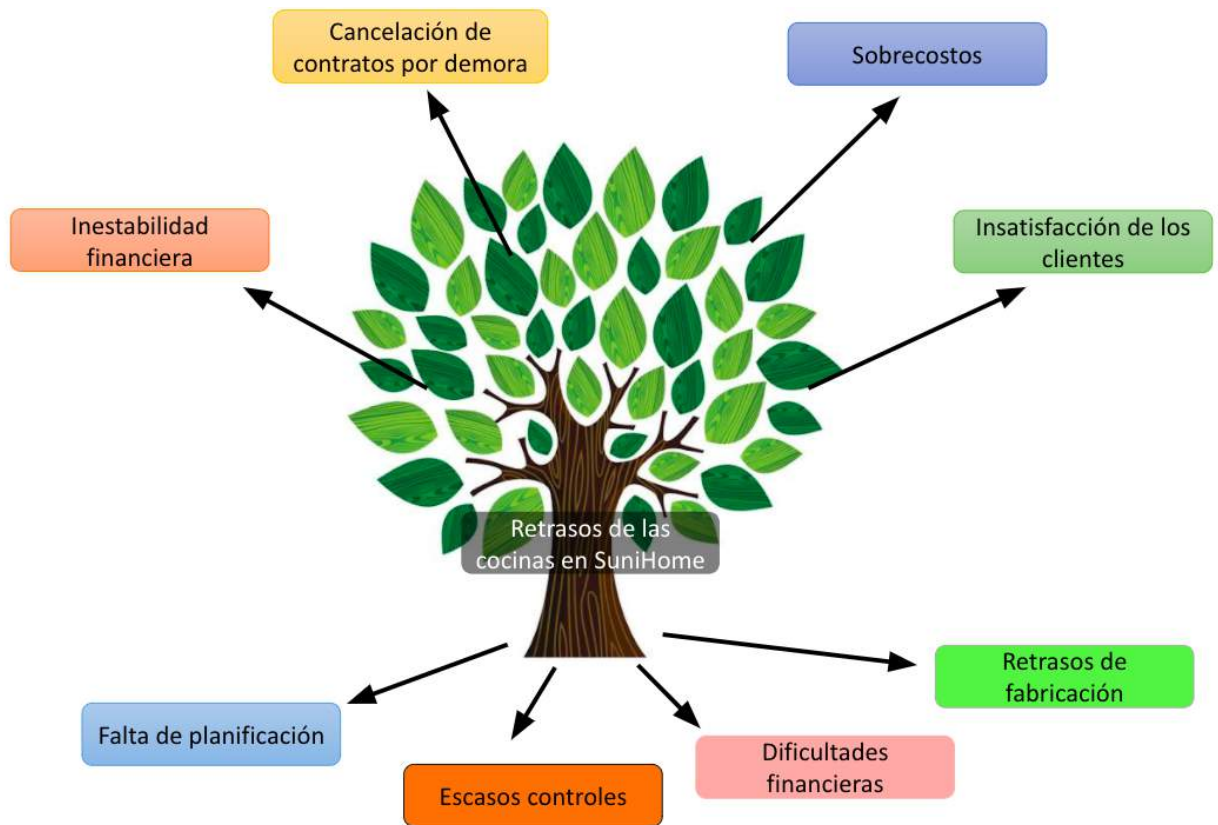 Cancelación de
contratos por demora
Sobrecostos
Inestabilidad
financiera
Insatisfacción de los
clientes
Retrasos de las
cocinas en SuniHome
Retrasos de
fabricación
Falta de planificación
Dificultades
financieras
Escasos controles